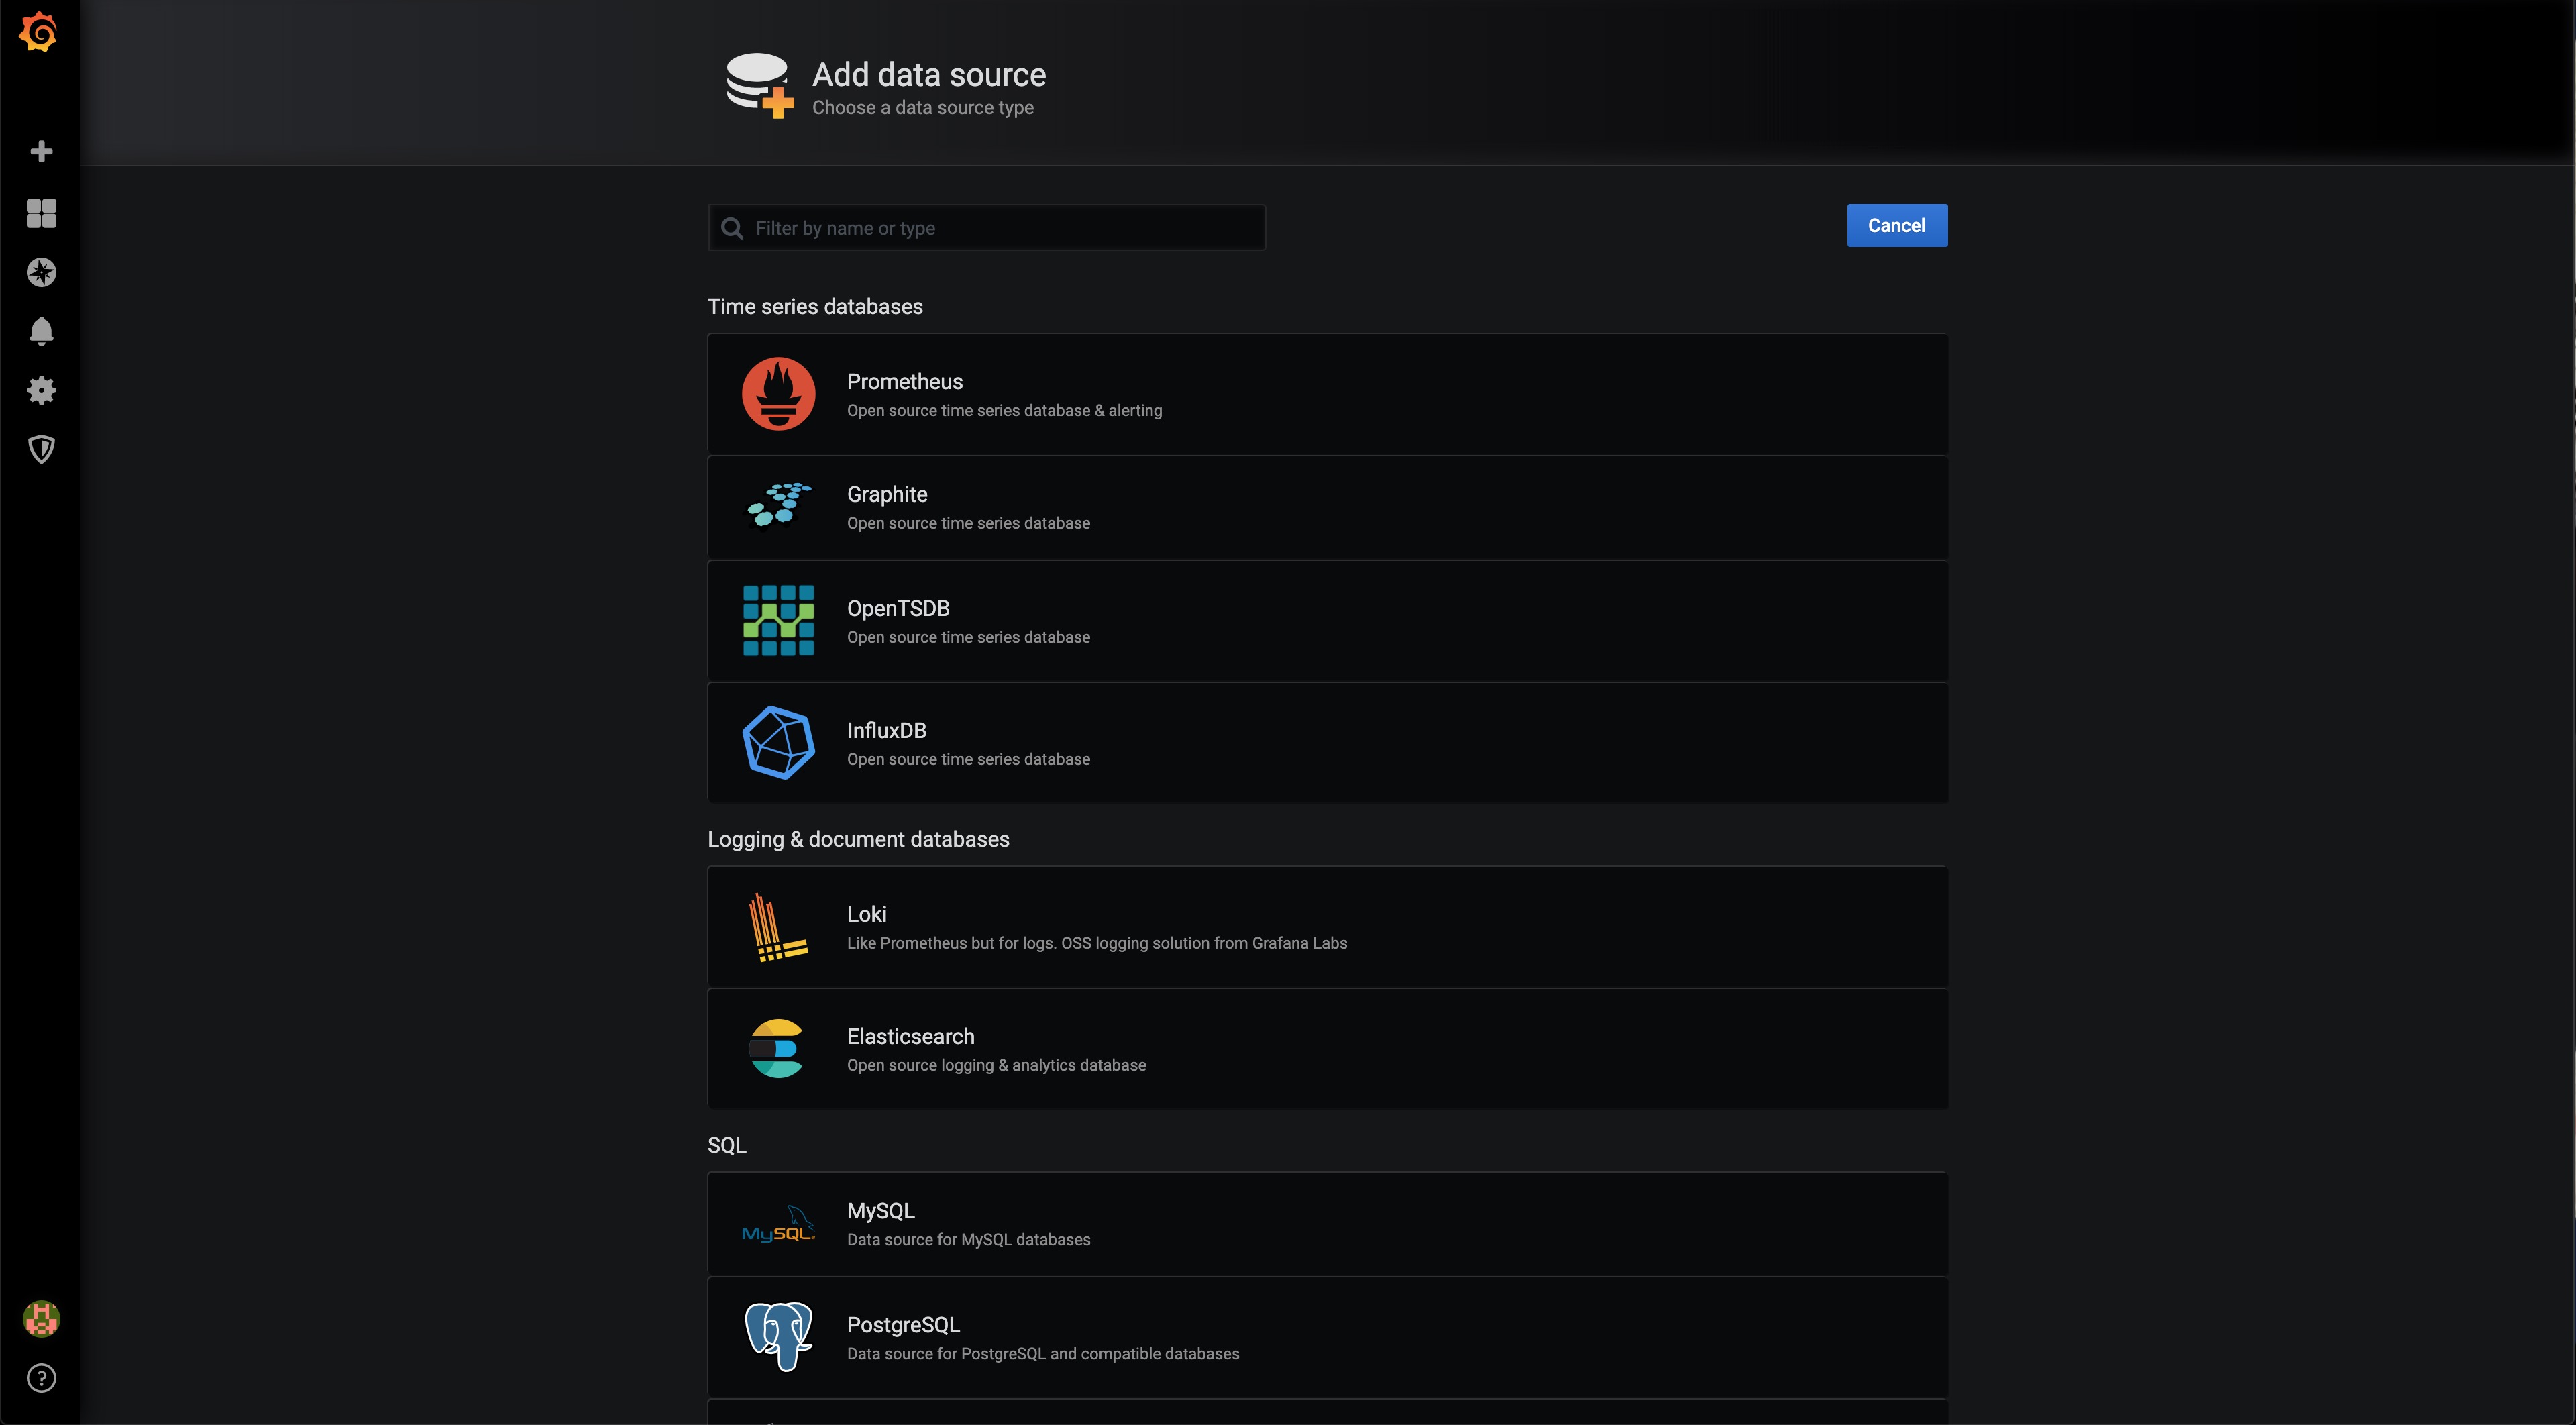 Add data source
Choose a data source type
Filter by name or type
Cancel
Time series databases
Prometheus
Open source time series database & alerting
Graphite
Open source time series database
OpenTSDB
Open source time series database
InfluxDB
Open source time series database
Logging & document databases
Loki
Like Prometheus but for logs. OSS logging solution from Grafana Labs
Elasticsearch
Open source logging & analytics database
SQL
MySQL
MySQL
Data source for MySQL databases
PostgreSQL
Data source for PostgreSQL and compatible databases
?